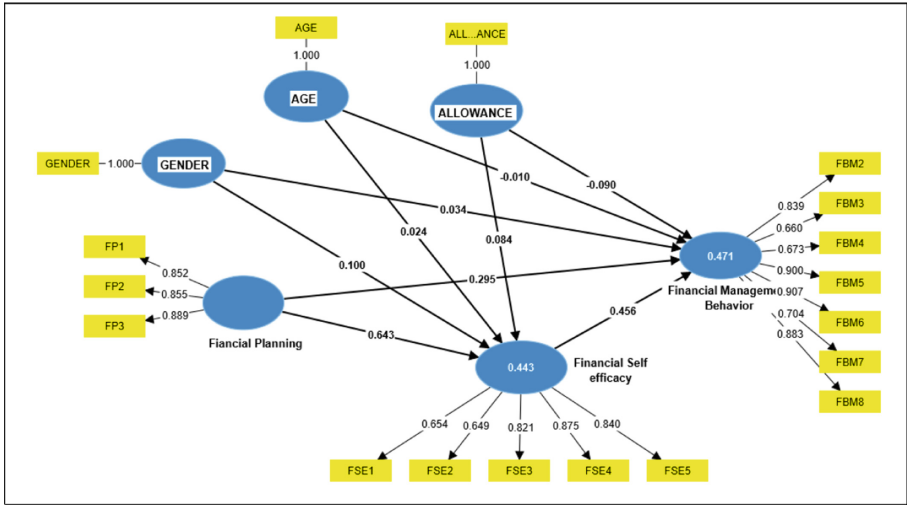 AGE
ALL...ANCE
1.000
1.000
AGE
ALLOWANCE
GENDER
1.000
GENDER
FBM2
FBM3
FBM4
FBM5
FBM6
FBM7
FBM8
0.839
0.660
0.673
0.900
0.907
0.704
0.883
-0.010
-0.090
0.034
0.024
0.084
0.100
0.295
0.643
0.456
FP1
FP2
FP3
0.852
0.855
0.889
Fiancial Planning
0.471
Financial Manageme
Behavior
0.443
Financial Self
efficacy
0.654
0.649
0.821
0.875
0.840
FSE1
FSE2
FSE3
FSE4
FSE5